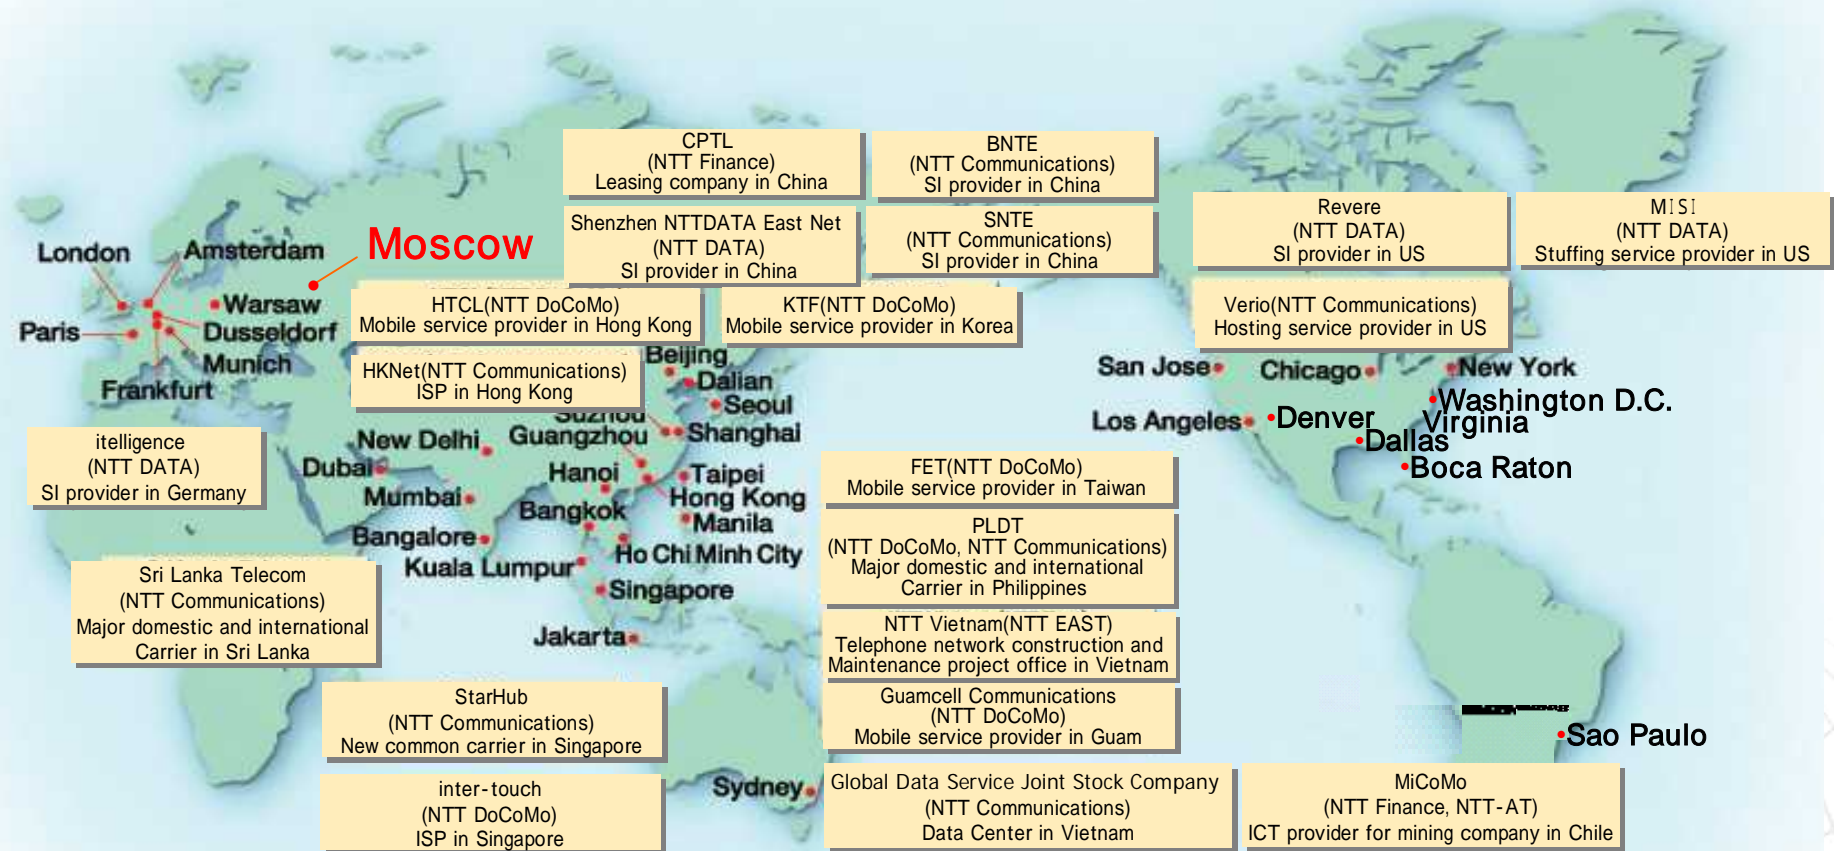 CPTL
(NTT Finance)
Leasing company in China
BNTE
(NTT Communications)
SI provider in China
Shenzhen NTTDATA East Net
(NTT DATA)
SI provider in China
SNTE
(NTT Communications)
SI provider in China
Revere
(NTT DATA)
SI provider in US
MISI
(NTT DATA)
Stuffing service provider in US
London
Amsterdam
Moscow
Warsaw
Paris
Dusseldorf
Munich
Frankfurt
HTCL(NTT DoCoMo)
Mobile service provider in Hong Kong
KTF(NTT DoCoMo)
Mobile service provider in Korea
Verio(NTT Communications)
Hosting service provider in US
HKNet(NTT Communications)
ISP in Hong Kong
Beijing
Dalian
Seoul
Suzhou
Shanghai
Guangzhou
New Delhi
Dubai
Hanoi
Taipei
Mumbai
Hong Kong
Bangkok
Manila
Bangalore
Ho Chi Minh City
Kuala Lumpur
Singapore
Jakarta
San Jose
Chicago
New York
Washington D.C.
Los Angeles
Denver
Virginia
Dallas
Boca Raton
itelligence
(NTT DATA)
SI provider in Germany
FET(NTT DoCoMo)
Mobile service provider in Taiwan
PLDT
(NTT DoCoMo, NTT Communications)
Major domestic and international
Carrier in Philippines
Sri Lanka Telecom
(NTT Communications)
Major domestic and international
Carrier in Sri Lanka
NTT Vietnam(NTT EAST)
Telephone network construction and
Maintenance project office in Vietnam
StarHub
(NTT Communications)
New common carrier in Singapore
Guamcell Communications
(NTT DoCoMo)
Mobile service provider in Guam
Sao Paulo
inter-touch
(NTT DoCoMo)
ISP in Singapore
Sydney
Global Data Service Joint Stock Company
(NTT Communications)
Data Center in Vietnam
MiCoMo
(NTT Finance, NTT-AT)
ICT provider for mining company in Chile